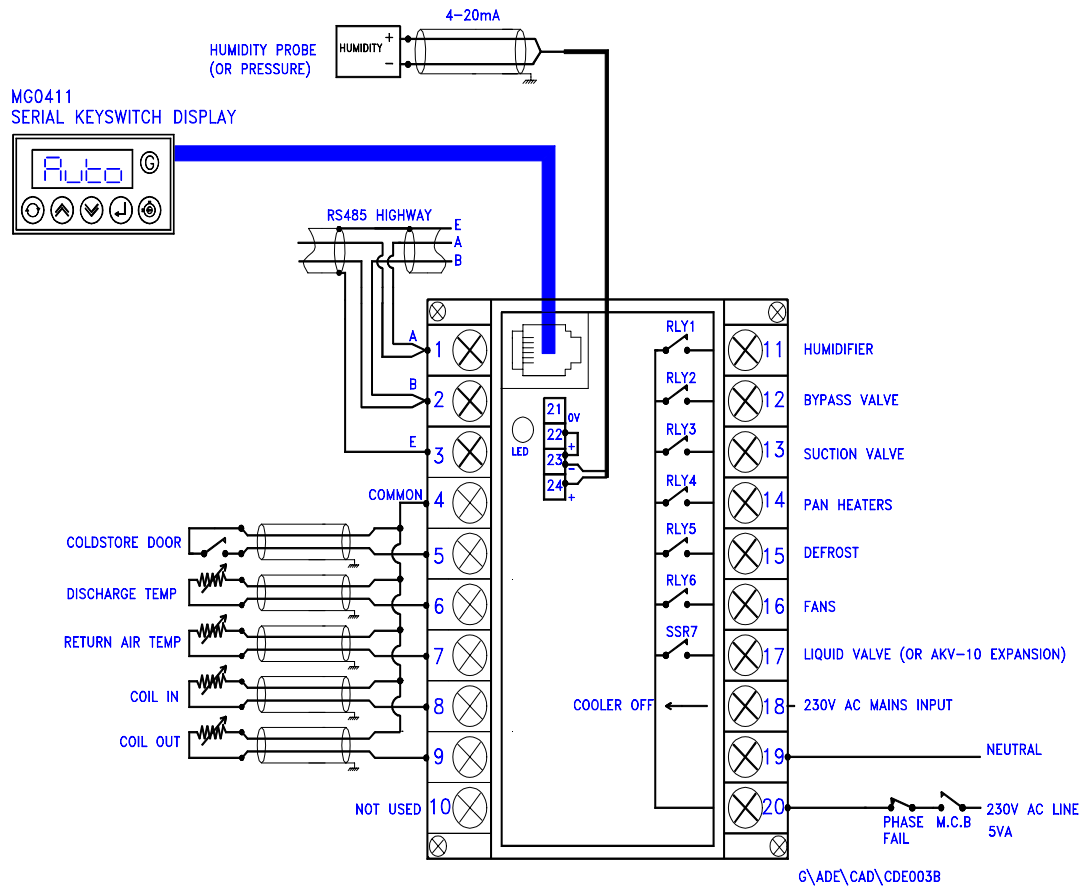 4-20mA
HUMIDITY PROBE
(OR PRESSURE)
HUMIDITY
+
-
MG0411
SERIAL KEYSWITCH DISPLAY
Auto
G
RS485 HIGHWAY
E
A
B
A
1
B
2
E
3
COMMON
4
COLDSTORE DOOR
5
DISCHARGE TEMP
6
RETURN AIR TEMP
7
COIL IN
8
COIL OUT
9
NOT USED
10
LED
21
0V
22
+
23
-
24
+
RLY1
11
HUMIDIFIER
RLY2
12
BYPASS VALVE
RLY3
13
SUCTION VALVE
RLY4
14
PAN HEATERS
RLY5
15
DEFROST
RLY6
16
FANS
SSR7
17
LIQUID VALVE (OR AKV-10 EXPANSION)
COOLER OFF
18
230V AC MAINS INPUT
19
NEUTRAL
20
PHASE
FAIL
M.C.B
230V AC LINE
5VA
G\ADE\CAD\CDE003B